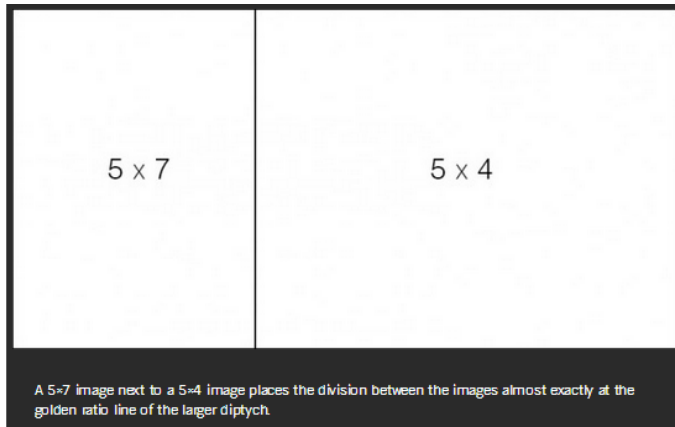 5 x 7
5 x 4
A 5×7 image next to a 5×4 image places the division between the images almost exactly at the
golden ratio line of the larger diptych.